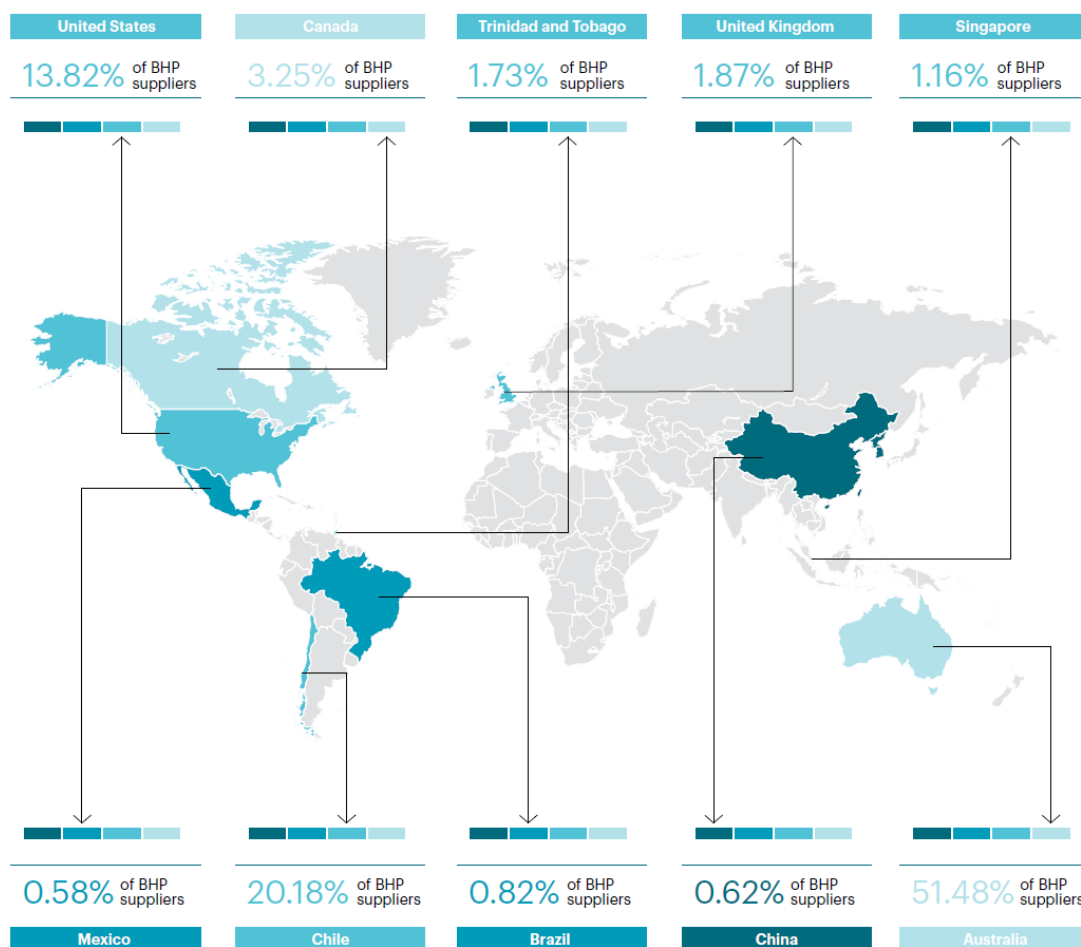 United States
Canada
Trinidad and Tobago
United Kingdom
Singapore
13.82% of BHP
suppliers
3.25% of BHP
suppliers
1.73% of BHP
suppliers
1.87% of BHP
suppliers
1.16% of BHP
suppliers
0.58% of BHP
suppliers
20.18% of BHP
suppliers
0.82% of BHP
suppliers
0.62% of BHP
suppliers
51.48% of BHP
suppliers
Mexico
Chile
Brazil
China
Australia